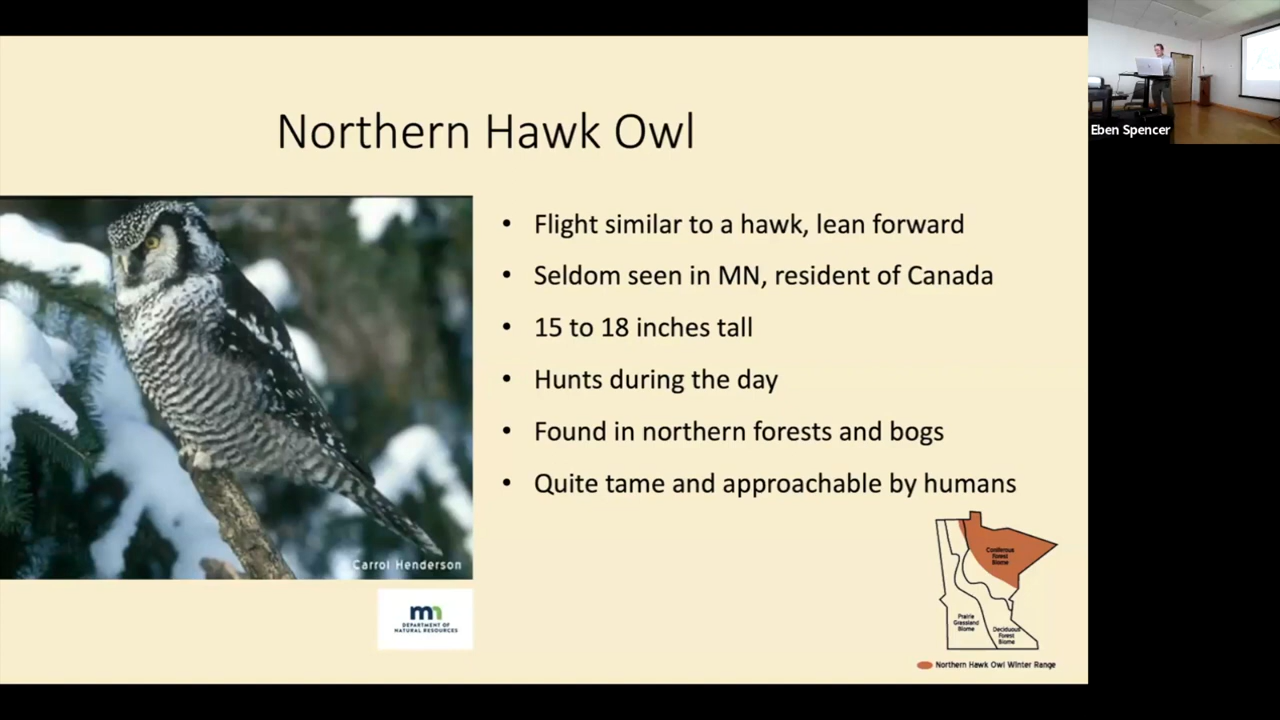 Northern Hawk Owl
• Flight similar to a hawk, lean forward
• Seldom seen in MN, resident of Canada
• 15 to 18 inches tall
• Hunts during the day
• Found in northern forests and bogs
• Quite tame and approachable by humans
Carrol Henderson
mn
DEPARTMENT OF
NATURAL RESOURCES
Coniferous
Forest
Biome
Prairie
Grassland
Biome
Deciduous
Forest
Biome
Northern Hawk Owl Winter Range
Eben Spencer